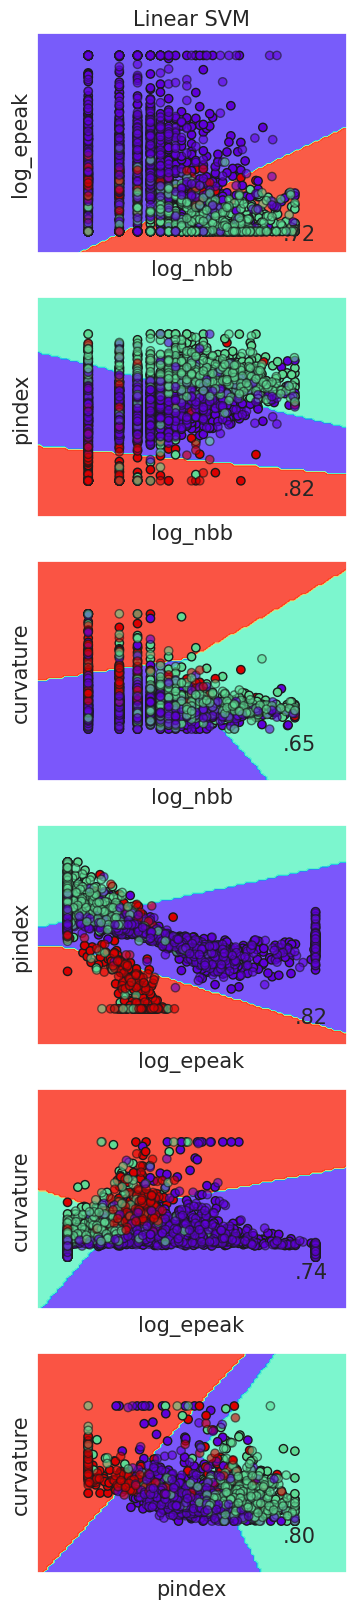 Linear SVM
log_epeak
.72
log_nbb
pindex
.82
log_nbb
curvature
.65
log_nbb
pindex
.82
log_epeak
curvature
.74
log_epeak
curvature
.80
pindex